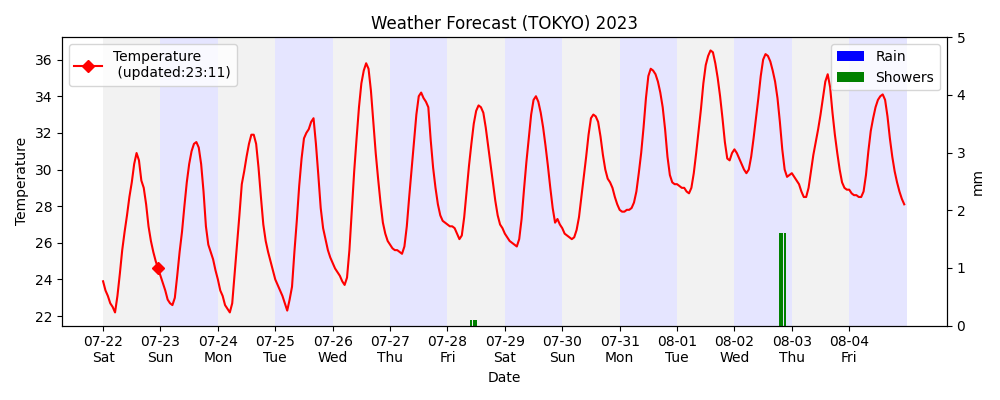 Weather Forecast (TOKYO) 2023
Temperature
(updated:23:11)
Rain
Showers
Temperature
36
34
32
30
28
26
24
22
5
4
3
2
1
0
mm
07-22 07-23 07-24 07-25 07-26 07-27 07-28 07-29 07-30 07-31 08-01 08-02 08-03 08-04
Sat Sun Mon Tue Wed Thu Fri Sat Sun Mon Tue Wed Thu Fri
Date